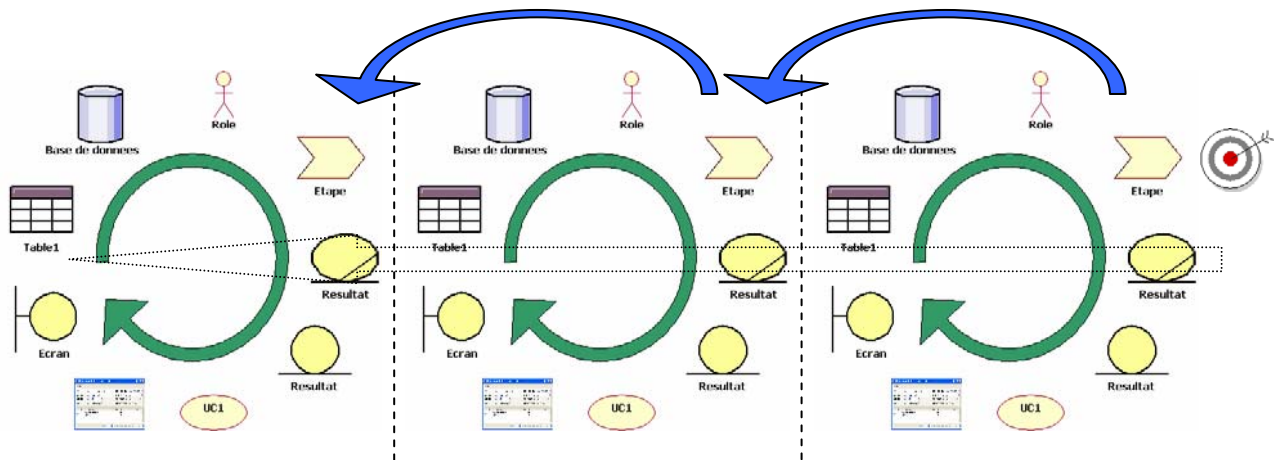 Role
Base de donnees
Etape
Table1
Resultat
Ecran
Resultat
UC1
Role
Base de donnees
Etape
Table1
Resultat
Ecran
Resultat
UC1
Role
Base de donnees
Etape
Table1
Resultat
Ecran
Resultat
UC1